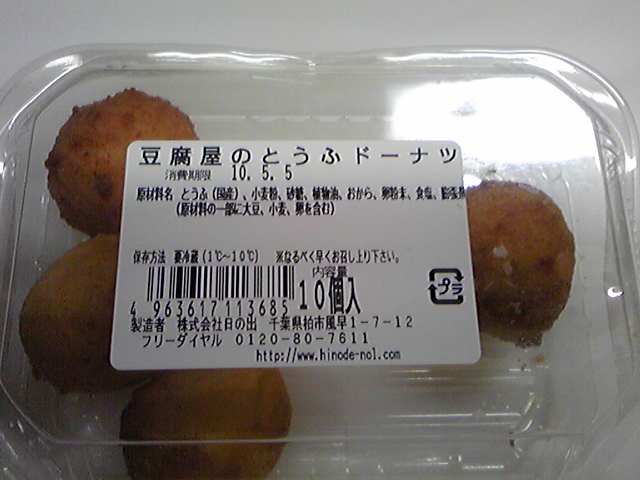 豆腐屋のとうふドーナツ
消費期限 10.5.5
原材料名 とうふ(国産)、小麦粉、砂糖、植物油、おから、卵粉末、食塩、膨張剤
(原材料の一部に大豆、小麦、卵を含む)
保存方法 要冷蔵(1℃~10℃) ※なるべく早くお召し上り下さい。
内容量
10個入
4 963617 113685
プラ
製造者 株式会社日の出 千葉県柏市風早1-7-12
フリーダイヤル 0120-80-7611
http://www.hinode-no1.com